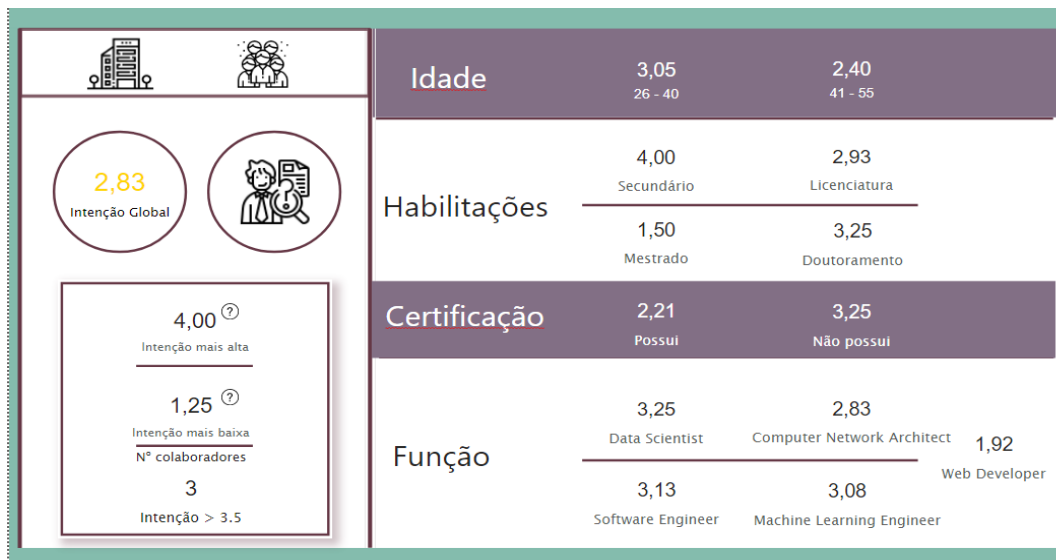 2,83
Intenção Global
4,00 ?
Intenção mais alta
1,25 ?
Intenção mais baixa
N° colaboradores
3
Intenção > 3.5
Idade
3,05
26 - 40
2,40
41 - 55
Habilitações
4,00
Secundário
2,93
Licenciatura
1,50
Mestrado
3,25
Doutoramento
Certificação
2,21
Possui
3,25
Não possui
Função
3,25
Data Scientist
2,83
Computer Network Architect
1,92
Web Developer
3,13
Software Engineer
3,08
Machine Learning Engineer